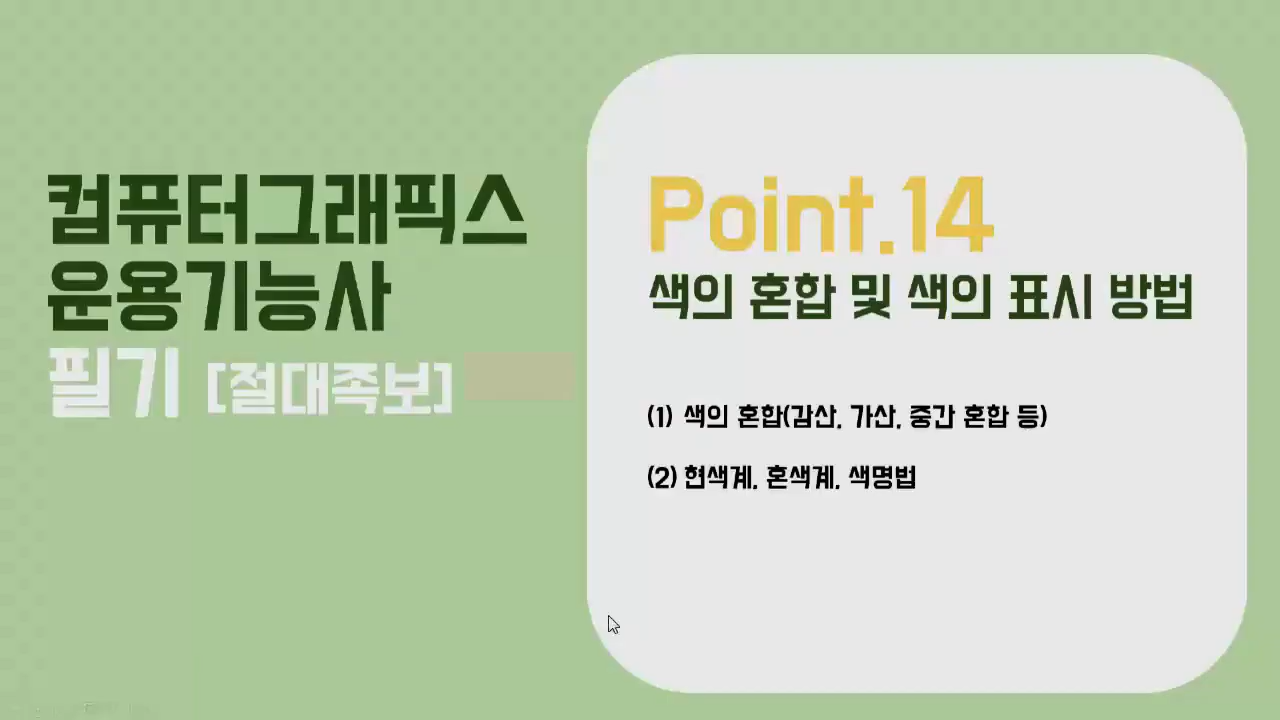 컴퓨터그래픽스
운용기능사
필기 [절대족보]
Point.14
색의 혼합 및 색의 표시 방법
(1) 색의 혼합(감산, 가산, 중간 혼합 등)
(2) 현색계, 혼색계, 색명법